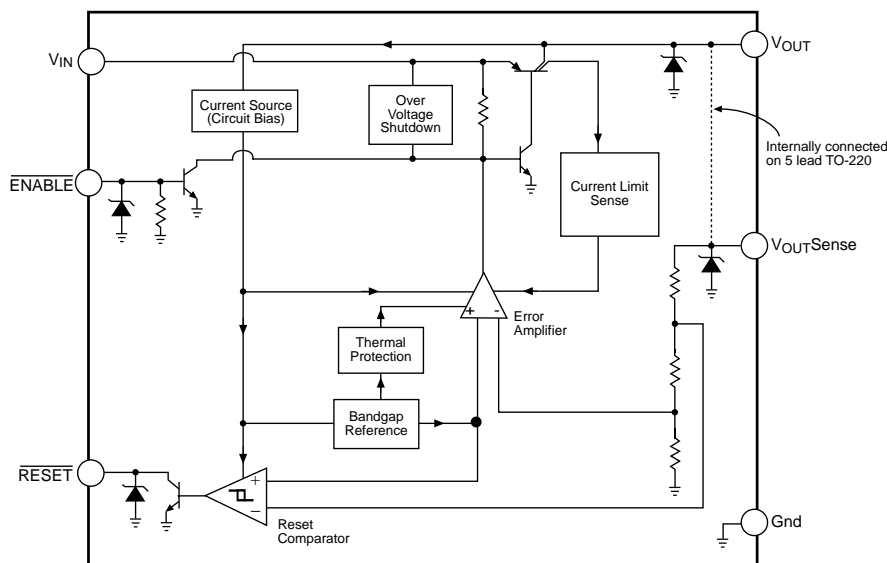 VIN
VOUT
Current Source
(Circuit Bias)
Over
Voltage
Shutdown
Internally connected
on 5 lead TO-220
ENABLE
Current Limit
Sense
VOUTSense
+ -
Error
Amplifier
Thermal
Protection
Bandgap
Reference
RESET
+
–
Reset
Comparator
Gnd